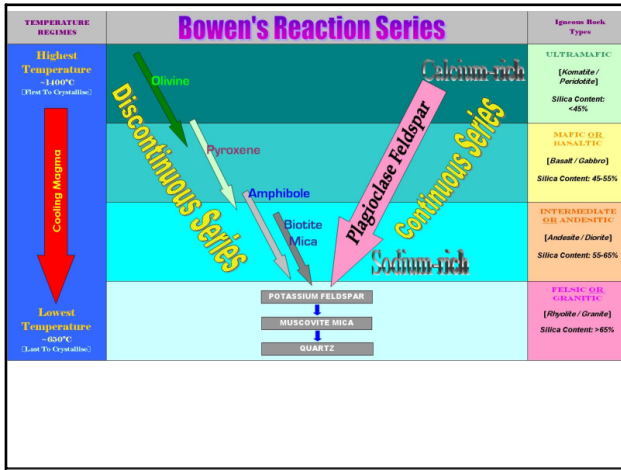 TEMPERATURE
REGIMES
Bowen's Reaction Series
Igneous Rock
Types
Highest
Temperature
~1400°C
[First To Crystallise]
Cooling Magma
Lowest
Temperature
~650°C
[Last To Crystallise]
Olivine
Discontinuous Series
Pyroxene
Amphibole
Biotite
Mica
Calcium-rich
Plagioclase Feldspar
Continuous Series
Sodium-rich
POTASSIUM FELDSPAR
MUSCOVITE MICA
QUARTZ
ULTRAMAFIC
[Komatite /
Peridotite]
Silica Content:
<45%
MAFIC OR
BASALTIC
[Basalt / Gabbro]
Silica Content: 45-55%
INTERMEDIATE
OR ANDESITIC
[Andesite / Diorite]
Silica Content: 55-65%
FELSIC OR
GRANITIC
[Rhyolite / Granite]
Silica Content: >65%